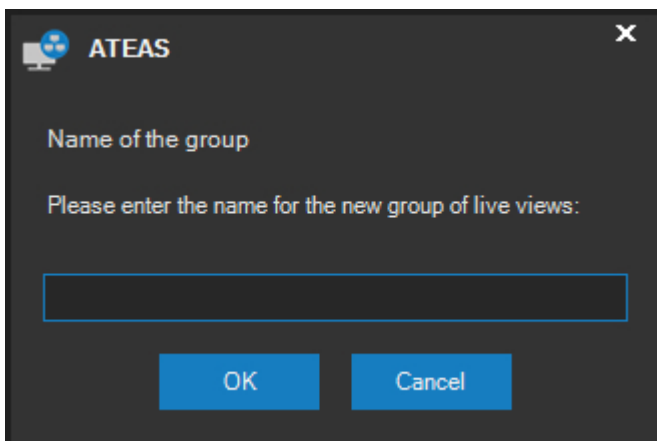 ATEAS
Name of the group
Please enter the name for the new group of live views:
OK
Cancel